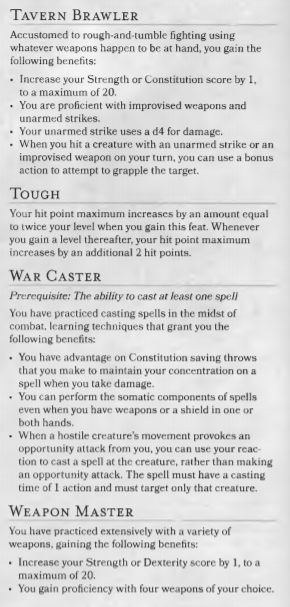 TAVERN BRAWLER
Accustomed to rough-and-tumble fighting using
whatever weapons happen to be at hand, you gain the
following benefits:
• Increase your Strength or Constitution score by 1,
to a maximum of 20.
• You are proficient with improvised weapons and
unarmed strikes.
• Your unarmed strike uses a d4 for damage.
• When you hit a creature with an unarmed strike or an
improvised weapon on your turn, you can use a bonus
action to attempt to grapple the target.
TOUGH
Your hit point maximum increases by an amount equal
to twice your level when you gain this feat. Whenever
you gain a level thereafter, your hit point maximum
increases by an additional 2 hit points.
WAR CASTER
Prerequisite: The ability to cast at least one spell
You have practiced casting spells in the midst of
combat, learning techniques that grant you the
following benefits:
• You have advantage on Constitution saving throws
that you make to maintain your concentration on a
spell when you take damage.
• You can perform the somatic components of spells
even when you have weapons or a shield in one or
both hands.
• When a hostile creature's movement provokes an
opportunity attack from you, you can use your reac-
tion to cast a spell at the creature, rather than making
an opportunity attack. The spell must have a casting
time of 1 action and must target only that creature.
WEAPON MASTER
You have practiced extensively with a variety of
weapons, gaining the following benefits:
• Increase your Strength or Dexterity score by 1, to a
maximum of 20.
• You gain proficiency with four weapons of your choice.